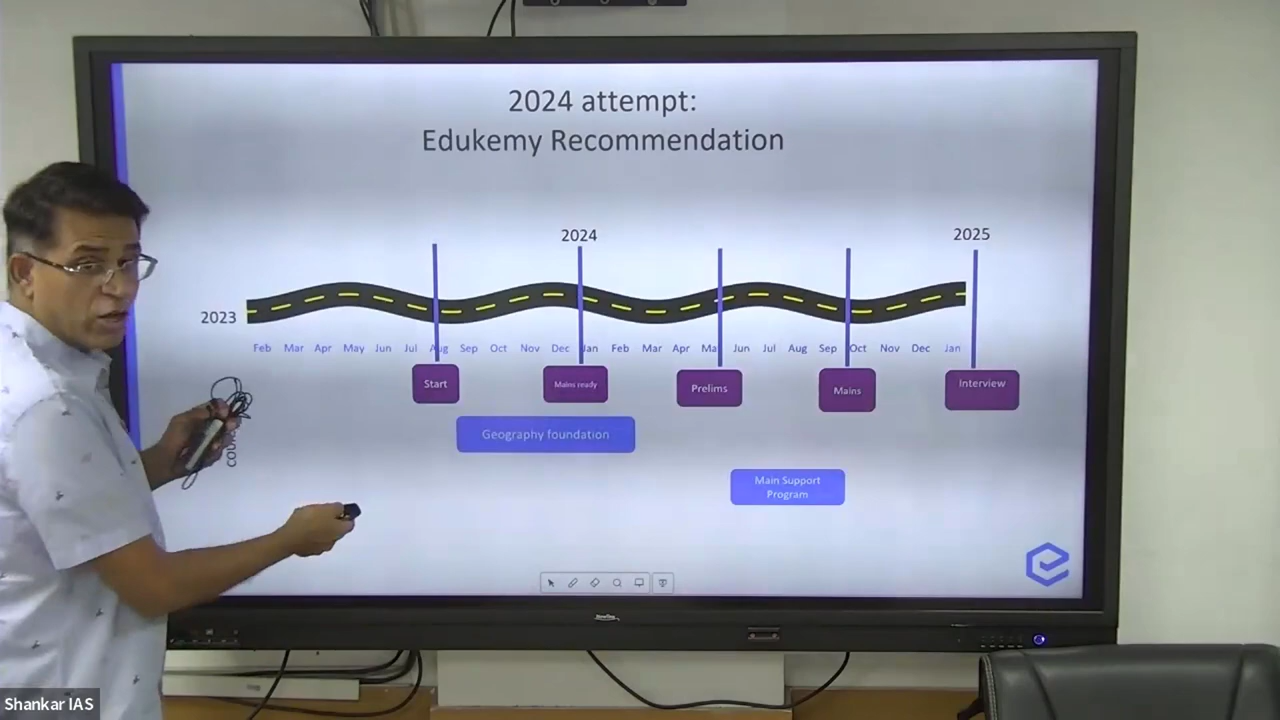 2024 attempt:
Edukemy Recommendation
2024
2025
2023
Feb Mar Apr May Jun Jul Aug Sep Oct Nov Dec Jan Feb Mar Apr Jun Jul Aug Sep Oct Nov Dec Jan
Start
Mains ready
Prelims
Mains
Interview
Geography foundation
Main Support
Program
Shankar IAS